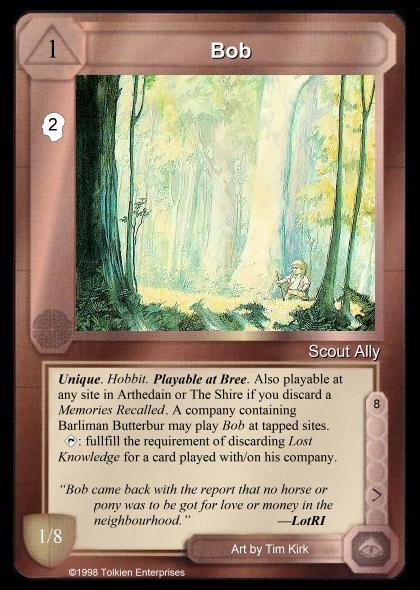 1
Bob
2
Scout Ally
Unique. Hobbit. Playable at Bree. Also playable at
any site in Arthedain or The Shire if you discard a
Memories Recalled. A company containing
Barliman Butterbur may play Bob at tapped sites.
: fullfill the requirement of discarding Lost
Knowledge for a card played with/on his company.
8
“Bob came back with the report that no horse or
pony was to be got for love or money in the
neighbourhood.” —LotRI
1/8
Art by Tim Kirk
©1998 Tolkien Enterprises